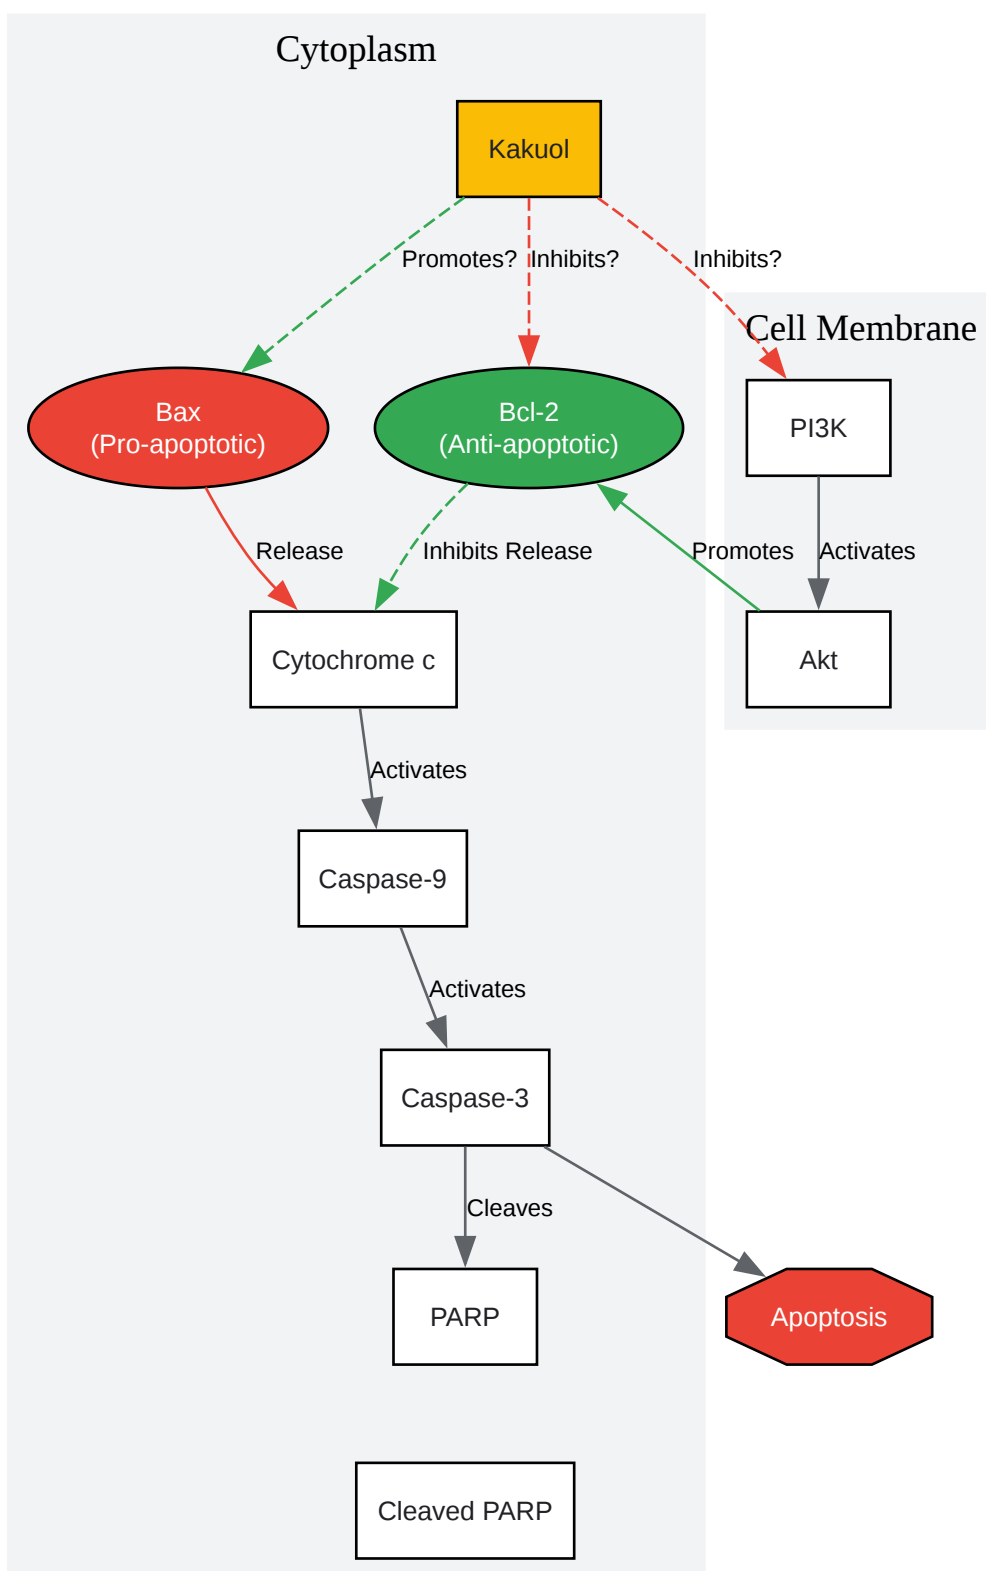 Cytoplasm
Kakuol
Promotes?
Inhibits?
Inhibits?
Cell Membrane
Bax
(Pro-apoptotic)
Bcl-2
(Anti-apoptotic)
PI3K
Release
Inhibits Release
Promotes
Activates
Cytochrome c
Akt
Activates
Caspase-9
Activates
Caspase-3
Cleaves
PARP
Apoptosis
Cleaved PARP